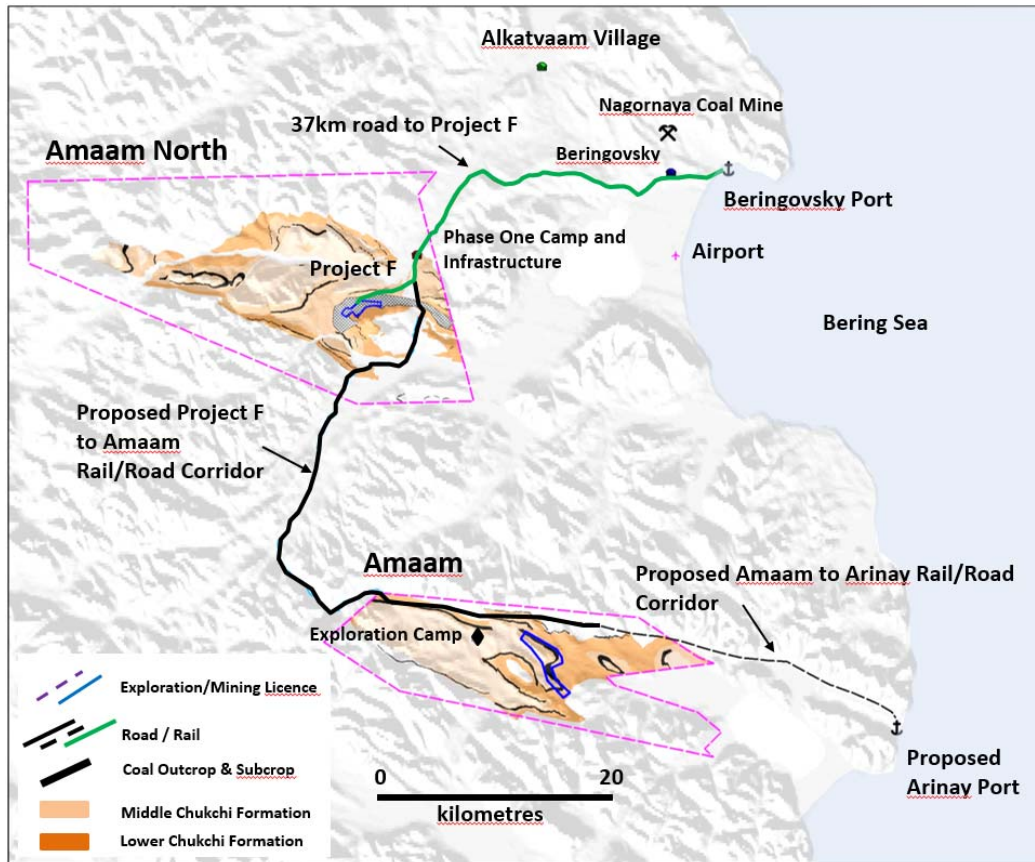 Alkatvaam Village
Nagornaya Coal Mine
37km road to Project F
Amaam North
Beringovsky
Beringovsky Port
Phase One Camp and
Infrastructure
Airport
Project F
Bering Sea
Proposed Project F
to Amaam
Rail/Road Corridor
Amaam
Proposed Amaam to Arinay Rail/Road
Corridor
Exploration Camp
Exploration/Mining Licence
Road / Rail
Coal Outcrop & Subcrop
Middle Chukchi Formation
Lower Chukchi Formation
0 20
kilometres
Proposed
Arinay Port